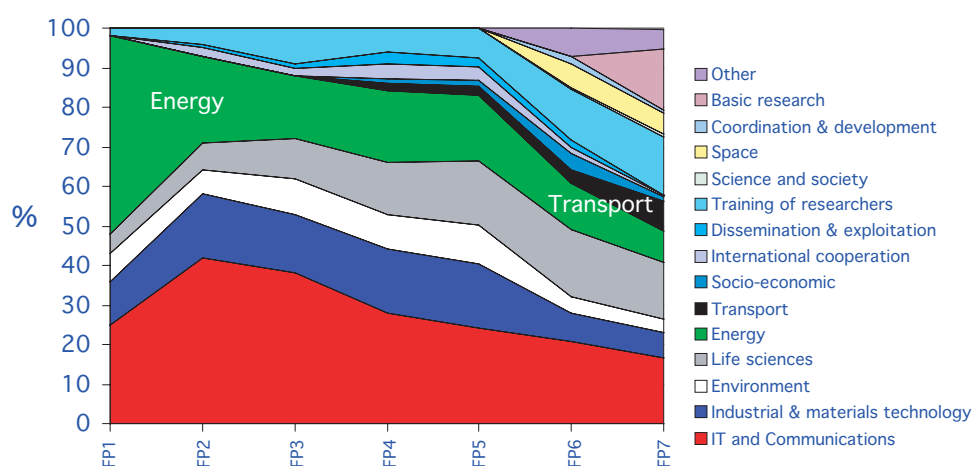 100
90
80
70
60
50
40
30
20
10
0
%
Energy
Transport
FP1
FP2
FP3
FP4
FP5
FP6
FP7
Other
Basic research
Coordination & development
Space
Science and society
Training of researchers
Dissemination & exploitation
International cooperation
Socio-economic
Transport
Energy
Life sciences
Environment
Industrial & materials technology
IT and Communications